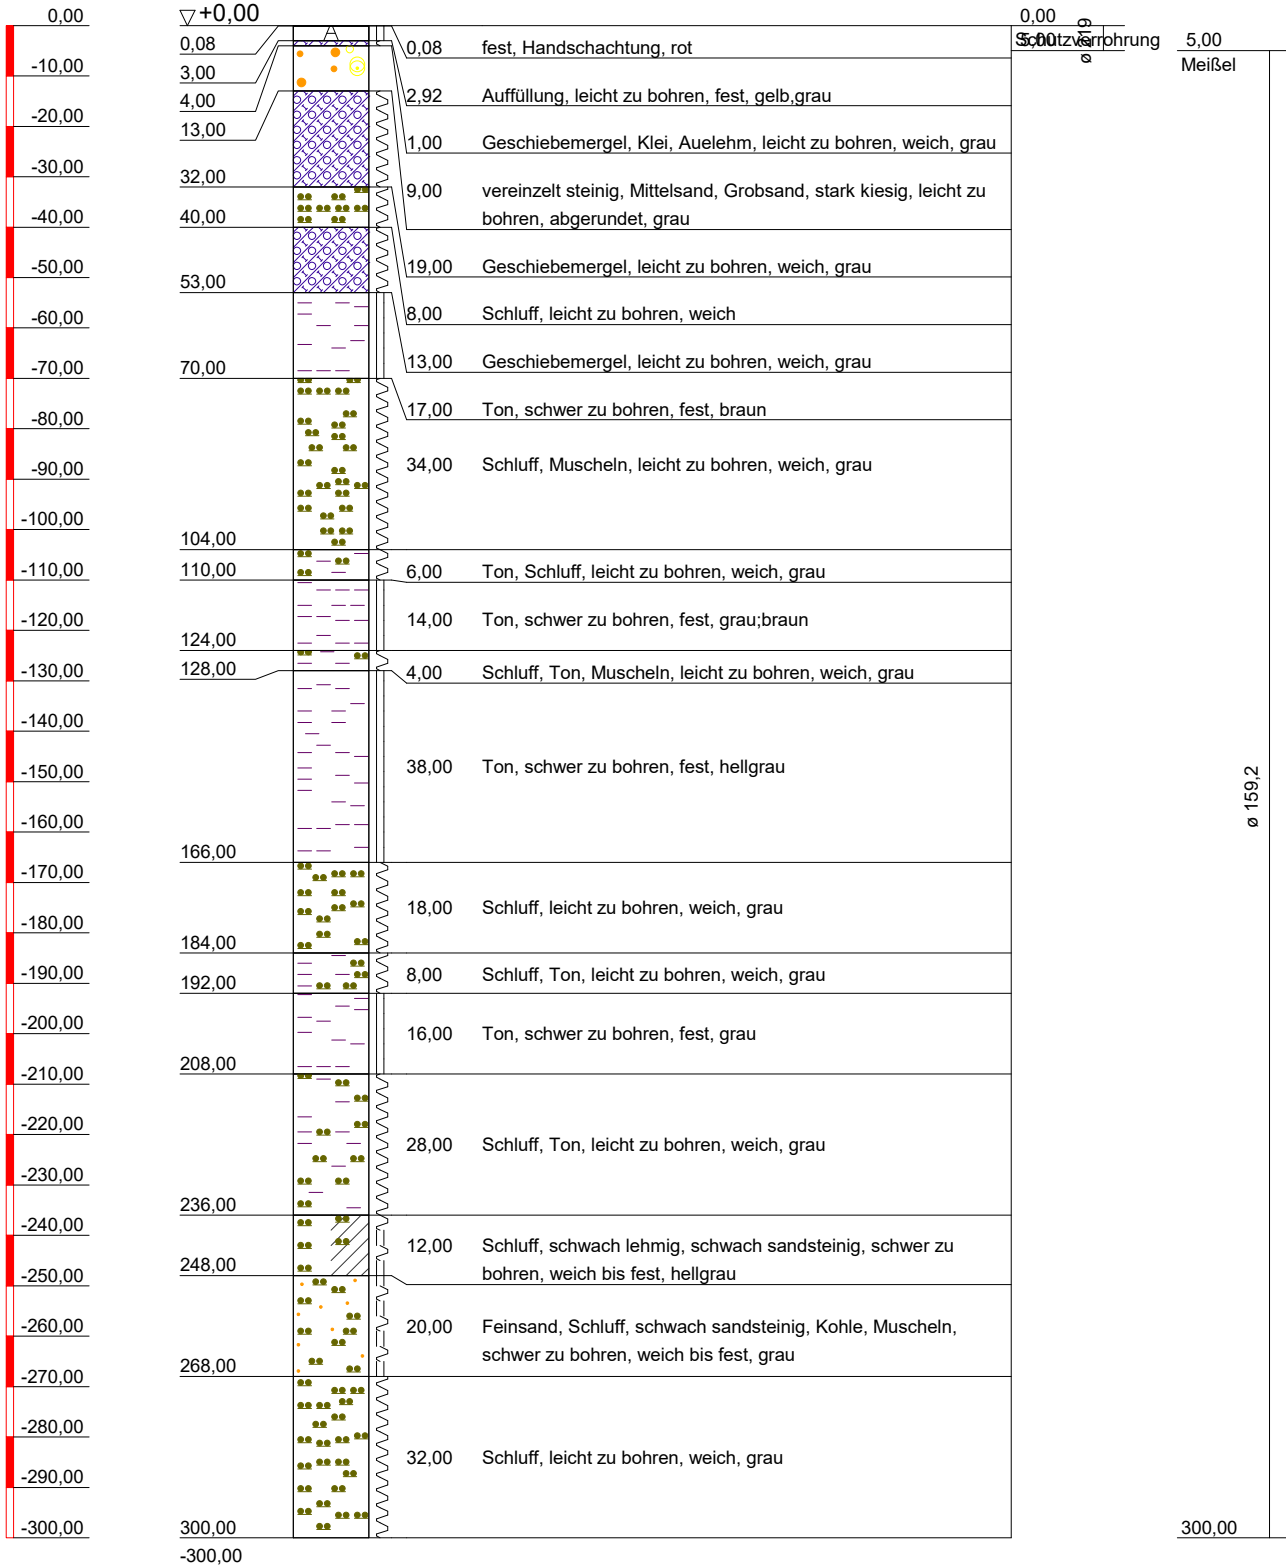 0,00
+0,00
0,00
0,08
0,08 fest, Handschachtung, rot
Schutzverrohrung
5,00
ø 219
5,00
Meißel
-10,00
3,00
2,92 Auffüllung, leicht zu bohren, fest, gelb,grau
4,00
-20,00
13,00
1,00 Geschiebemergel, Klei, Auelehm, leicht zu bohren, weich, grau
-30,00
32,00
9,00 vereinzelt steinig, Mittelsand, Grobsand, stark kiesig, leicht zu
bohren, abgerundet, grau
-40,00
40,00
19,00 Geschiebemergel, leicht zu bohren, weich, grau
-50,00
53,00
8,00 Schluff, leicht zu bohren, weich
-60,00
13,00 Geschiebemergel, leicht zu bohren, weich, grau
-70,00
70,00
17,00 Ton, schwer zu bohren, fest, braun
-80,00
34,00 Schluff, Muscheln, leicht zu bohren, weich, grau
-90,00
-100,00
104,00
-110,00
110,00
6,00 Ton, Schluff, leicht zu bohren, weich, grau
14,00 Ton, schwer zu bohren, fest, grau;braun
-120,00
124,00
-130,00
128,00
4,00 Schluff, Ton, Muscheln, leicht zu bohren, weich, grau
-140,00
38,00 Ton, schwer zu bohren, fest, hellgrau
-150,00
ø 159,2
-160,00
166,00
-170,00
18,00 Schluff, leicht zu bohren, weich, grau
-180,00
184,00
-190,00
8,00 Schluff, Ton, leicht zu bohren, weich, grau
192,00
-200,00
16,00 Ton, schwer zu bohren, fest, grau
208,00
-210,00
-220,00
28,00 Schluff, Ton, leicht zu bohren, weich, grau
-230,00
236,00
-240,00
12,00 Schluff, schwach lehmig, schwach sandsteinig, schwer zu
bohren, weich bis fest, hellgrau
248,00
-250,00
-260,00
20,00 Feinsand, Schluff, schwach sandsteinig, Kohle, Muscheln,
schwer zu bohren, weich bis fest, grau
268,00
-270,00
-280,00
32,00 Schluff, leicht zu bohren, weich, grau
-290,00
-300,00
300,00
300,00
-300,00